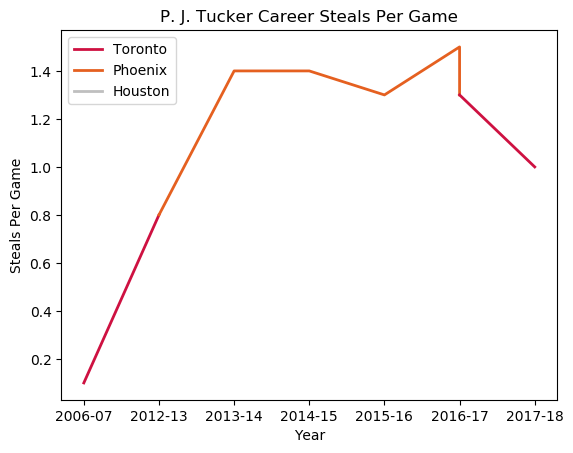 P. J. Tucker Career Steals Per Game
Toronto
Phoenix
Houston
Steals Per Game
1.4
1.2
1.0
0.8
0.6
0.4
0.2
2006-07 2012-13 2013-14 2014-15 2015-16 2016-17 2017-18
Year